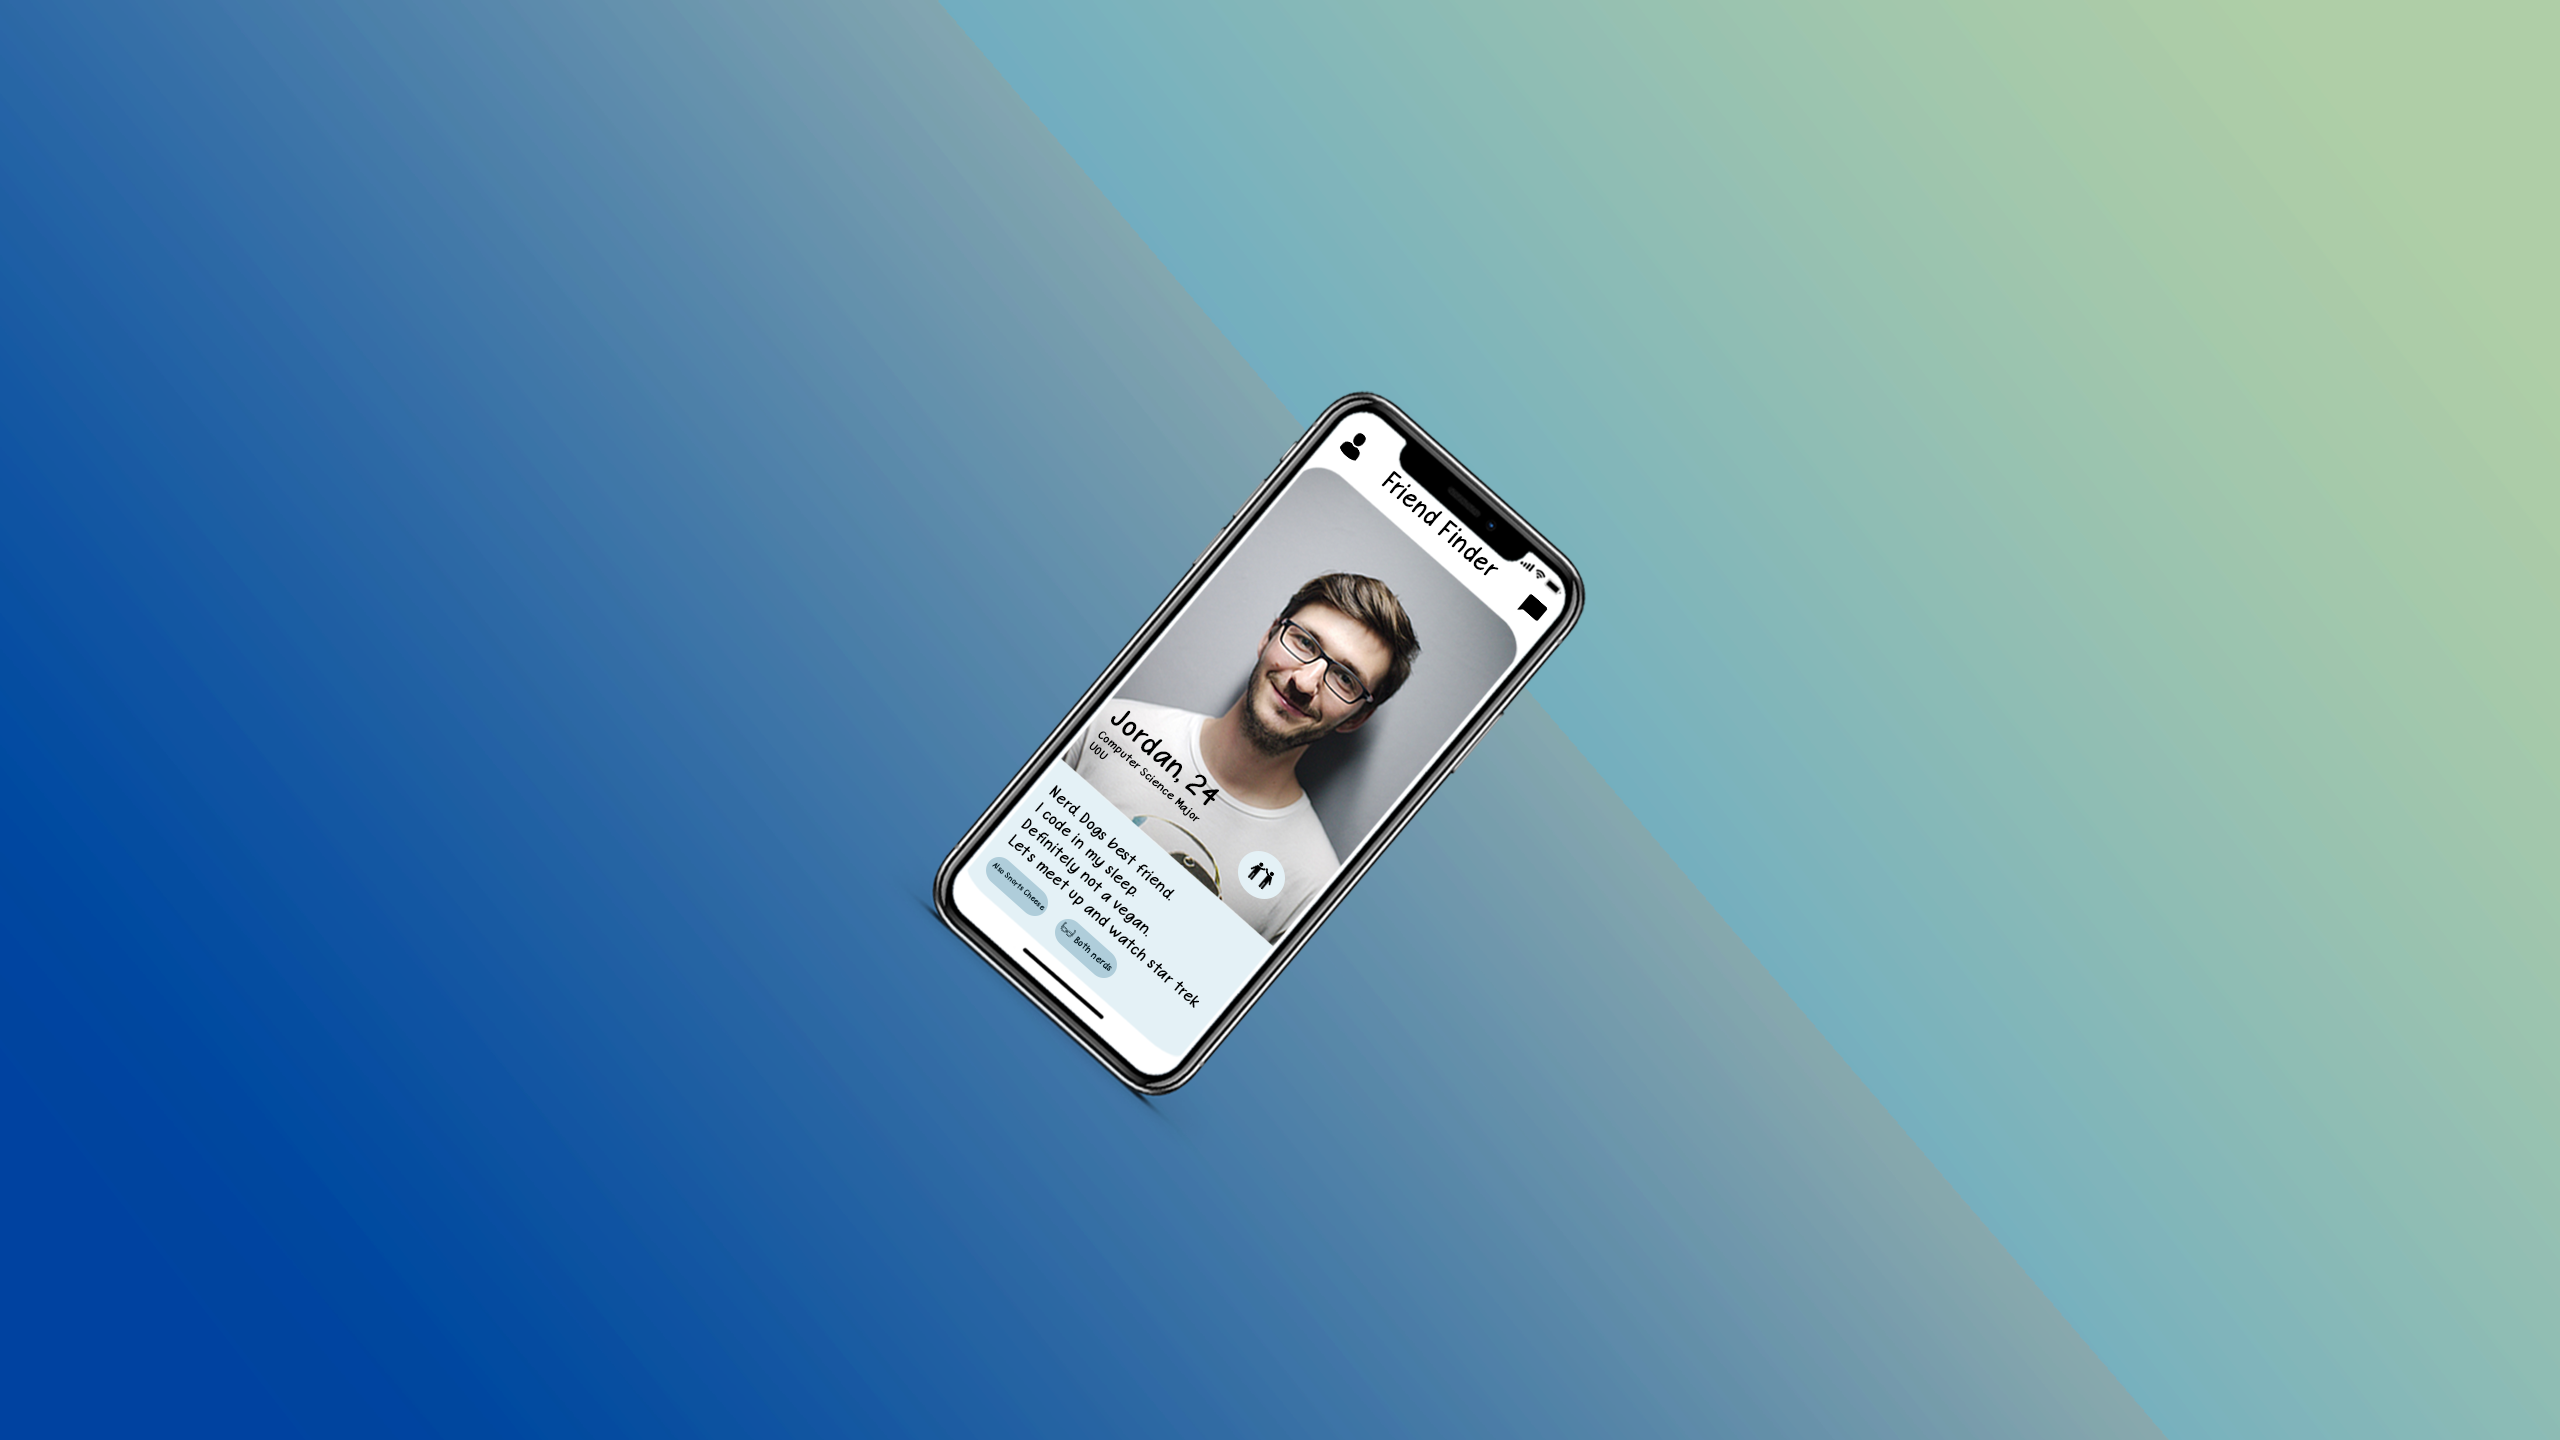 Friend Finder
Jordan, 24
Computer Science Major
UOU
Nerd, Dogs best friend.
I code in my sleep.
Definitely not a vegan.
Let's meet up and watch star trek
Also Snorts Cheese
Both nerds